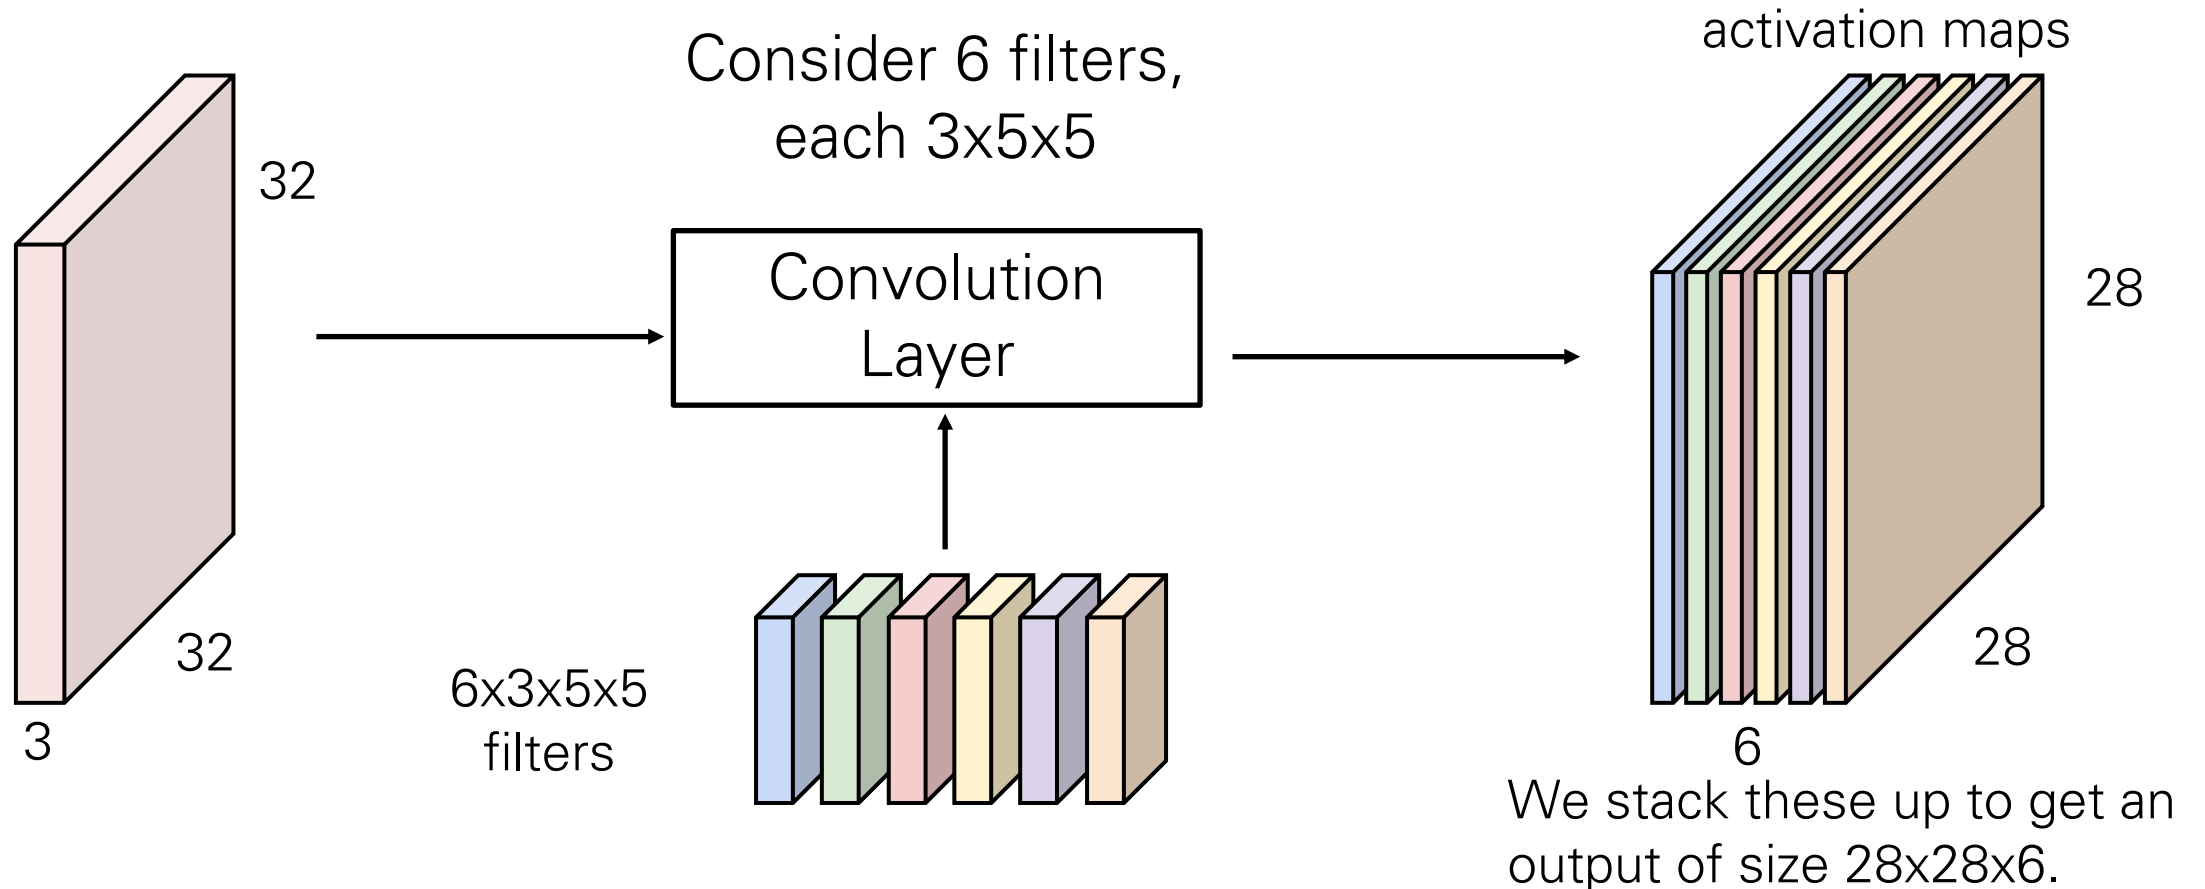 activation maps
Consider 6 filters,
each 3x5x5
32
32
3
Convolution
Layer
6x3x5x5
filters
28
28
6
We stack these up to get an
output of size 28x28x6.